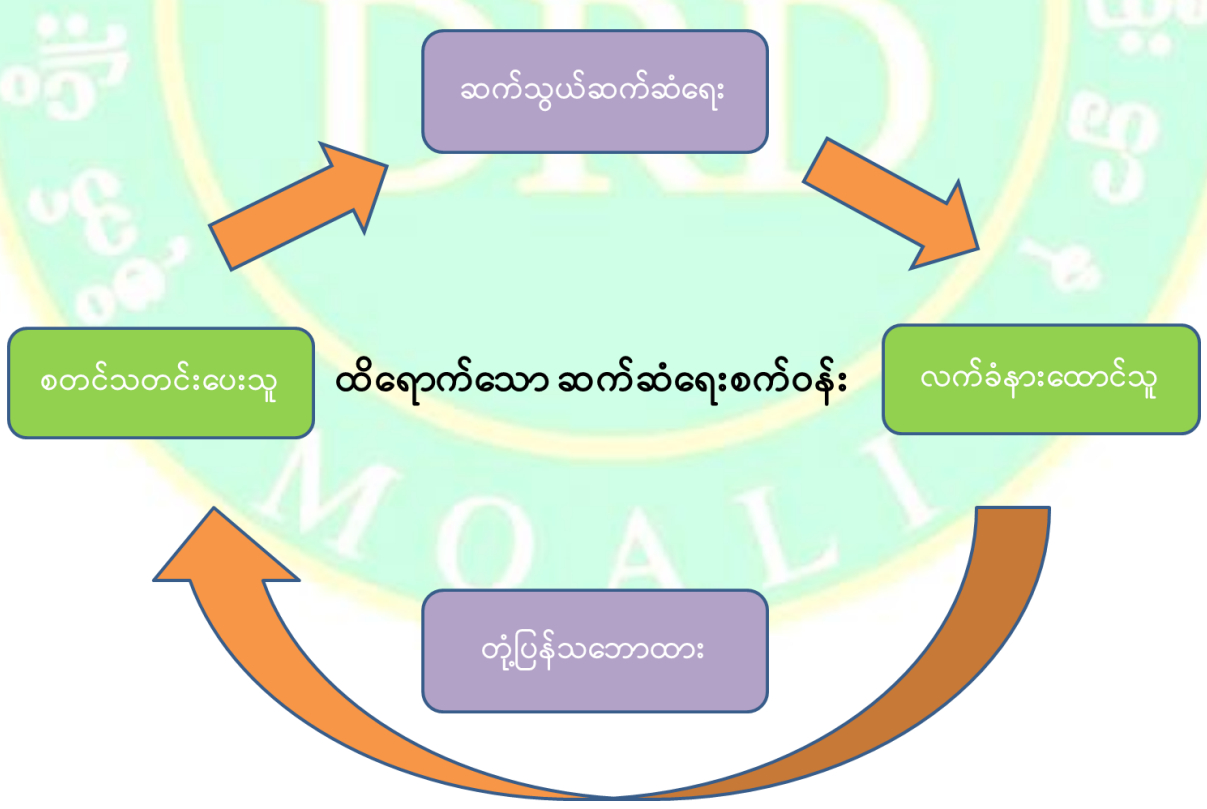 DRD
ဆက်သွယ်ဆက်ဆံရေး
စတင်သတင်းပေးသူ
ထိရောက်သော ဆက်ဆံရေးစက်ဝန်း
လက်ခံနားထောင်သူ
MOALI
တုံ့ပြန်သဘောထား